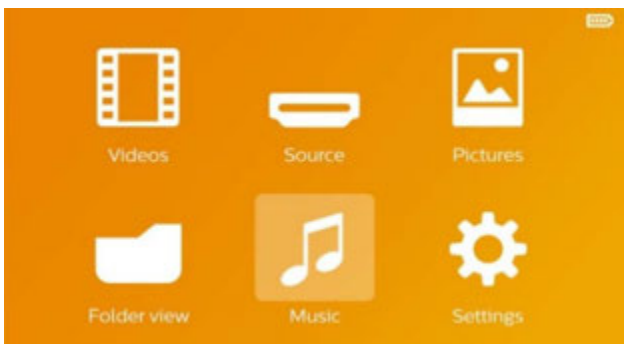 Videos
Source
Pictures
Folder view
Music
Settings